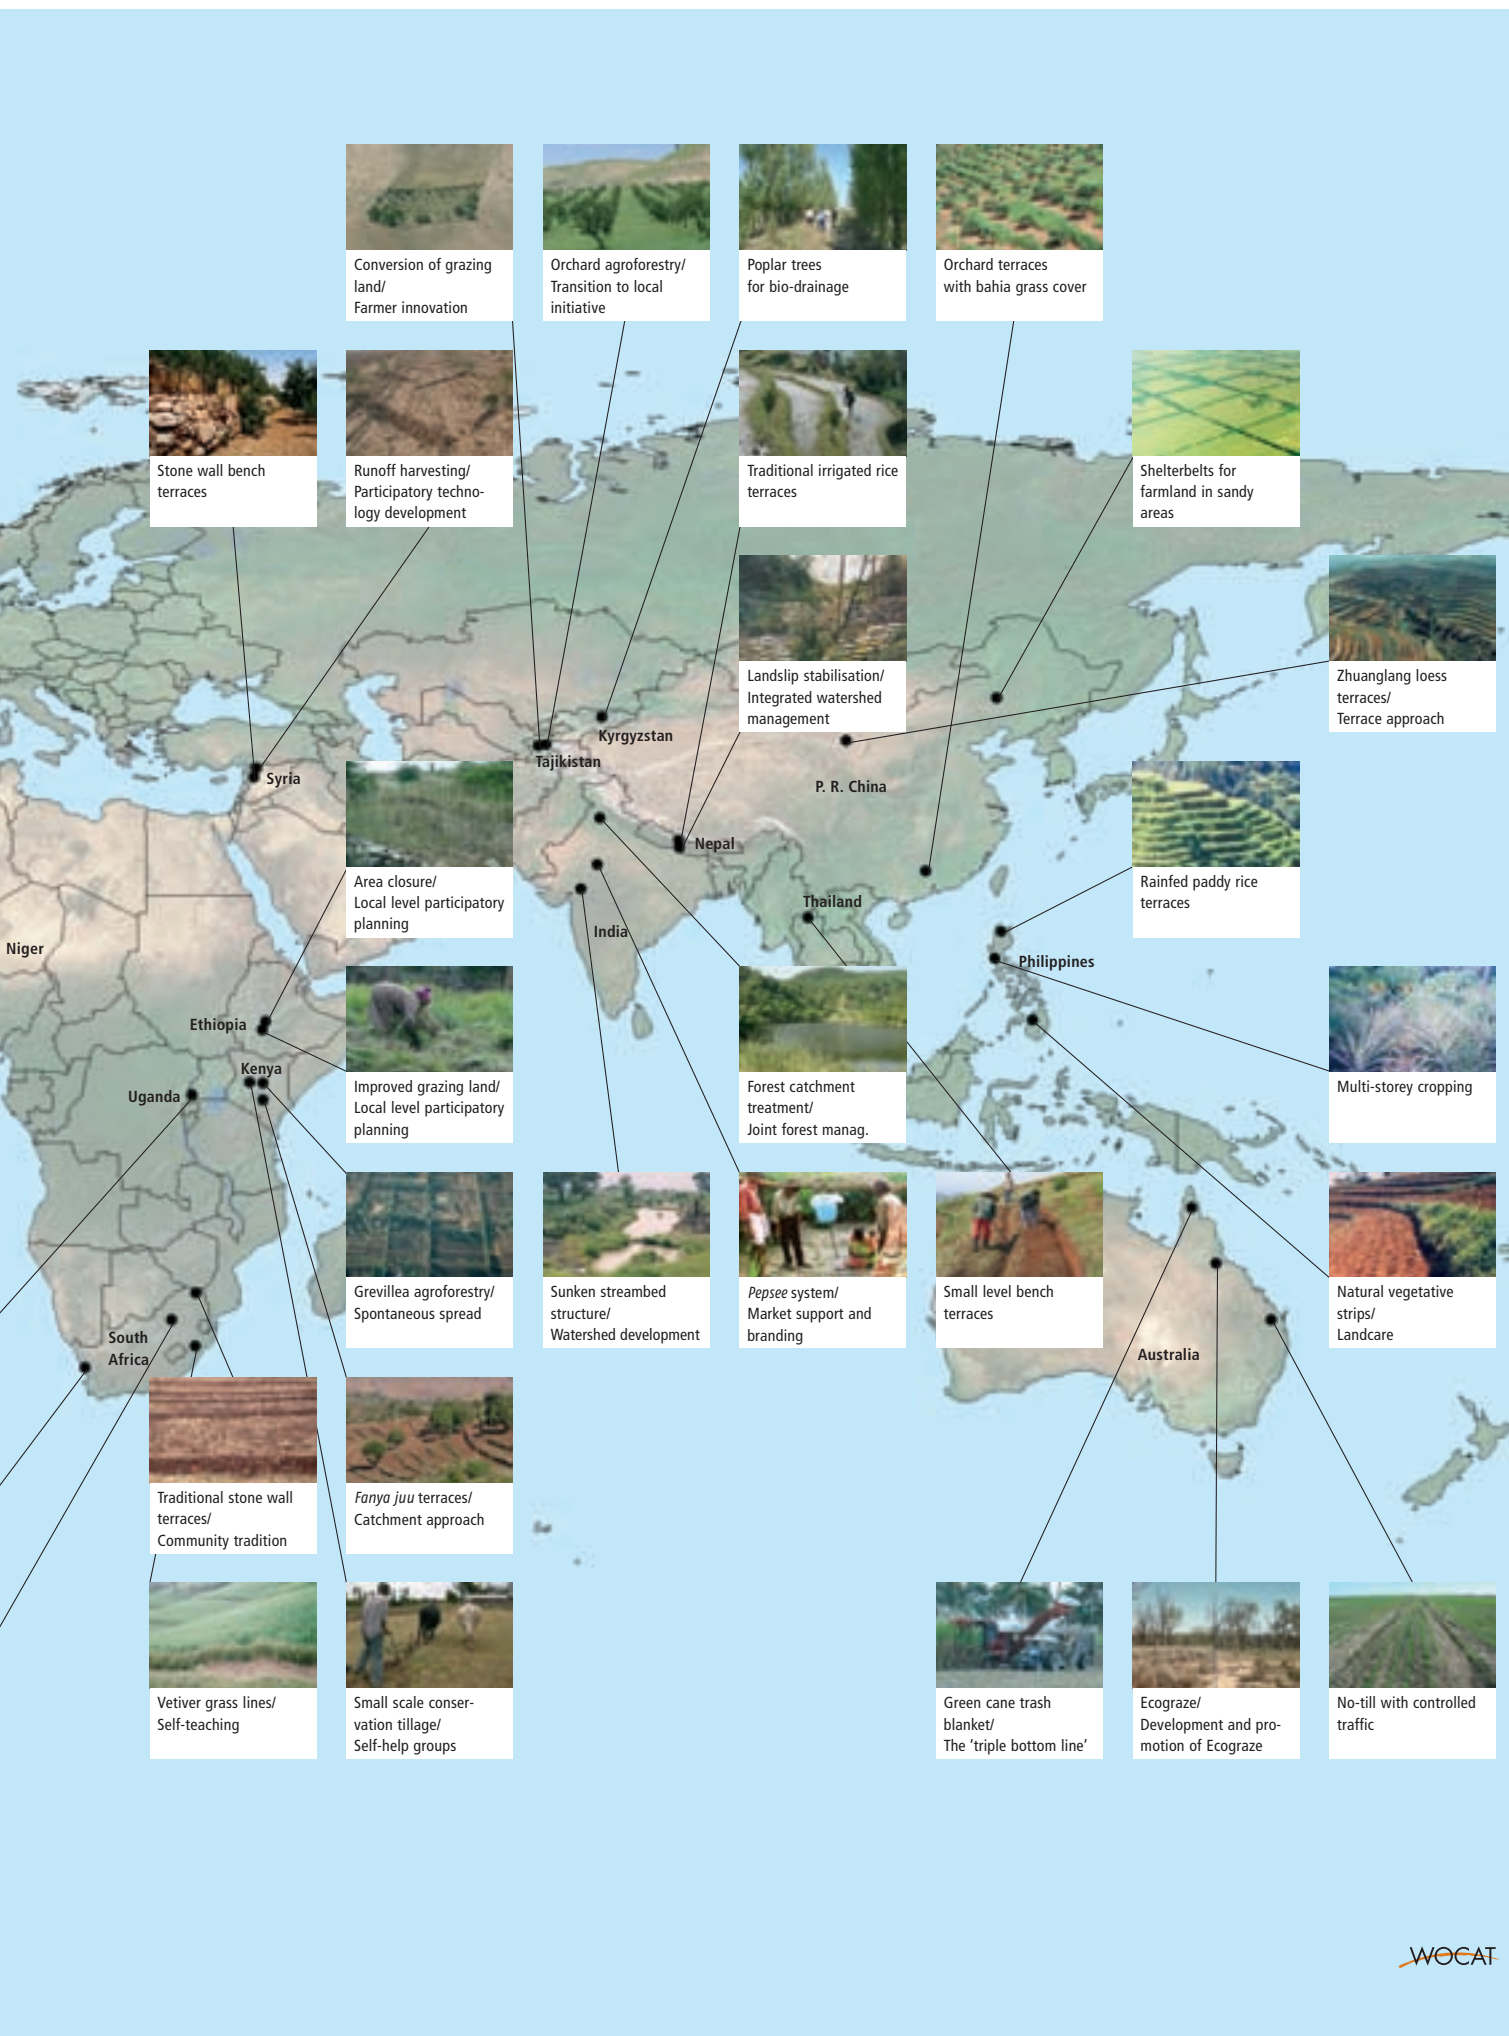 Conversion of grazing
land/
Farmer innovation
Orchard agroforestry/
Transition to local
initiative
Poplar trees
for bio-drainage
Orchard terraces
with bahia grass cover
Stone wall bench
terraces
Runoff harvesting/
Participatory techno-
logy development
Traditional irrigated rice
terraces
Shelterbelts for
farmland in sandy
areas
Landslip stabilisation/
Integrated watershed
management
Zhuanglang loess
terraces/
Terrace approach
Kyrgyzstan
Tajikistan
Syria
P. R. China
Nepal
Area closure/
Local level participatory
planning
Rainfed paddy rice
terraces
Thailand
India
Niger
Philippines
Ethiopia
Kenya
Uganda
Improved grazing land/
Local level participatory
planning
Forest catchment
treatment/
Joint forest manag.
Multi-storey cropping
Grevillea agroforestry/
Spontaneous spread
Sunken streambed
structure/
Watershed development
Pepsee system/
Market support and
branding
Small level bench
terraces
Natural vegetative
strips/
Landcare
South
Africa
Australia
Traditional stone wall
terraces/
Community tradition
Fanya juu terraces/
Catchment approach
Vetiver grass lines/
Self-teaching
Small scale conser-
vation tillage/
Self-help groups
Green cane trash
blanket/
The ‘triple bottom line’
Ecograze/
Development and pro-
motion of Ecograze
No-till with controlled
traffic
WOCAT